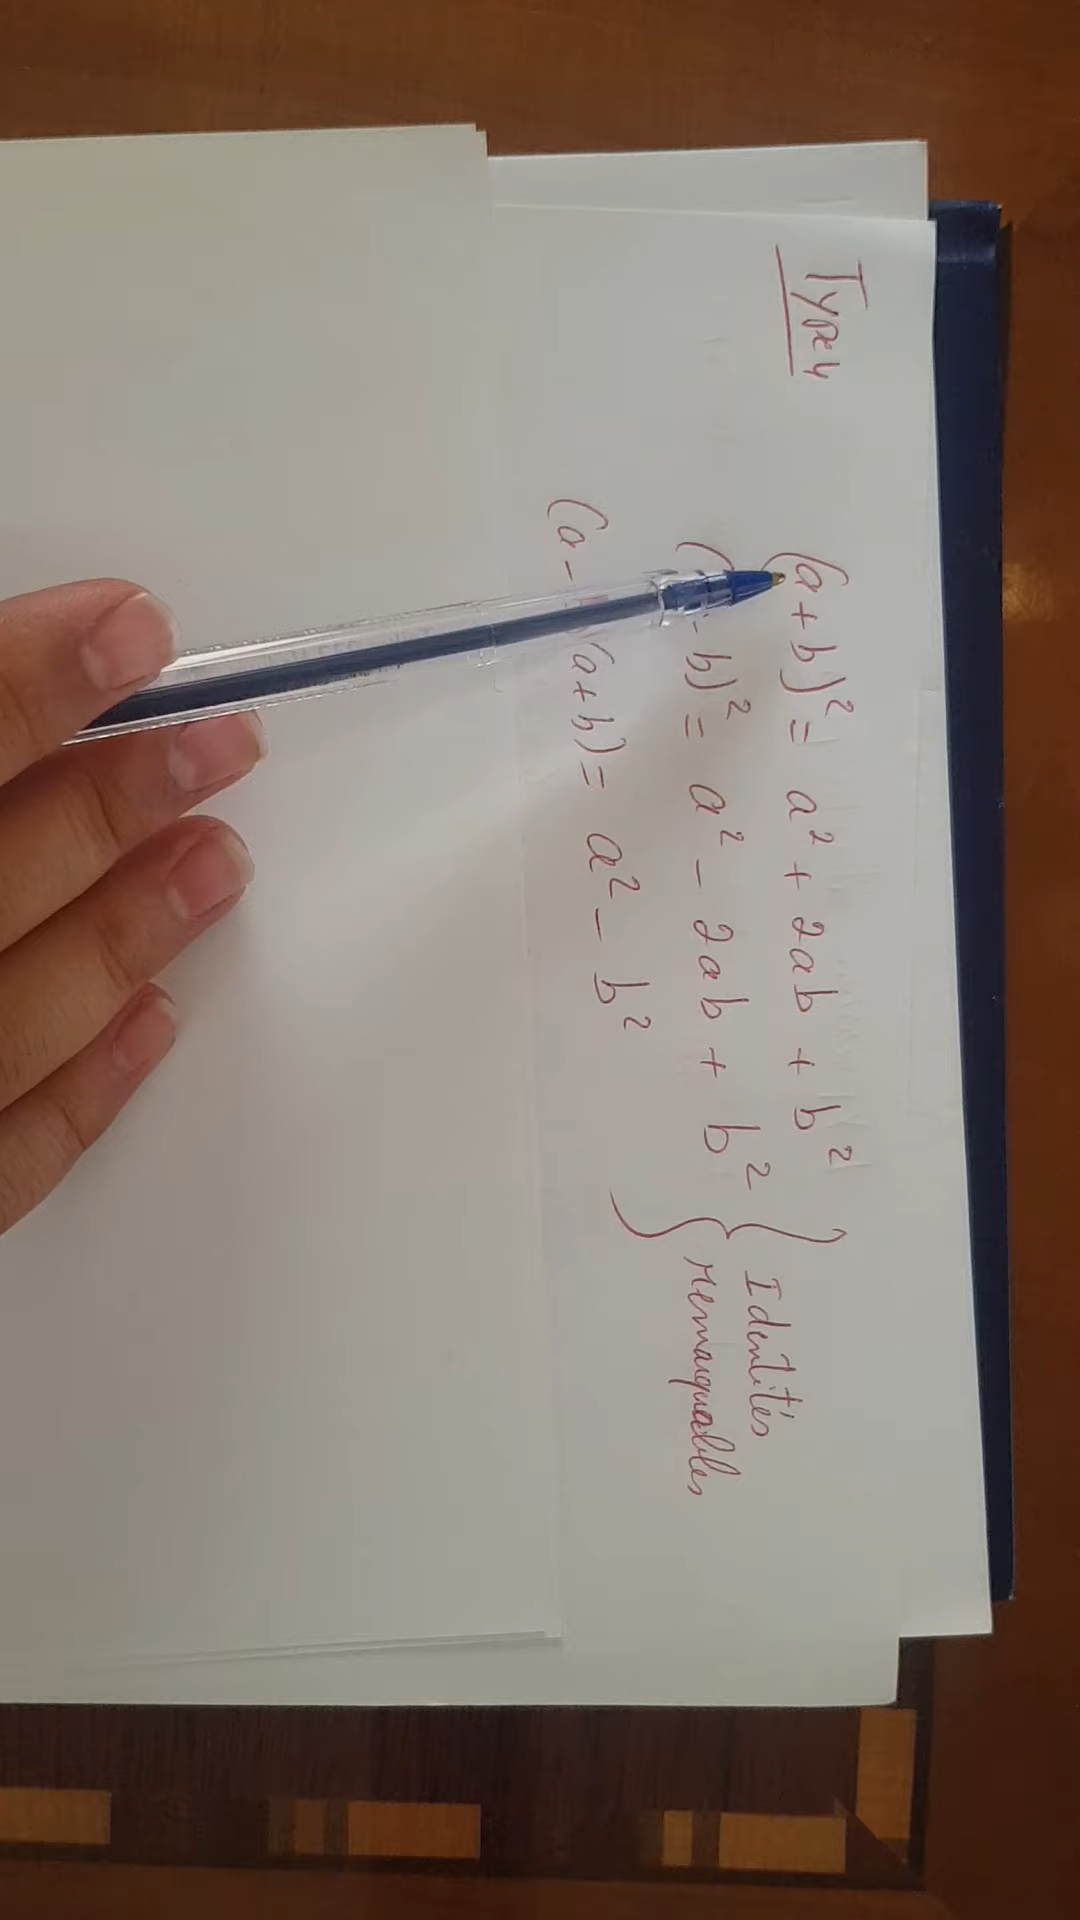 Type 4
(a + b)² = a² + 2ab + b²
- b)² = a² - 2ab + b²
(a - (a + b) = a² - b²
Identités
Remarquables